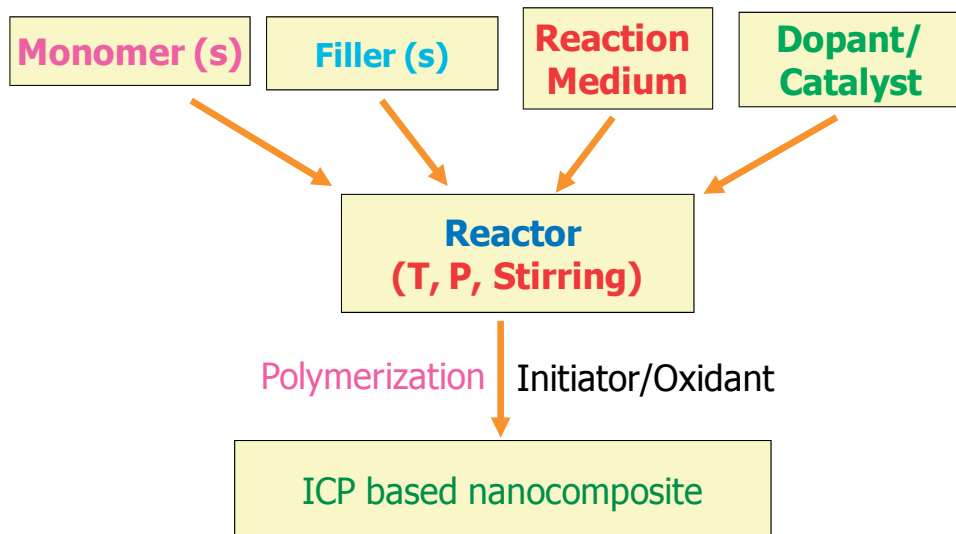 Monomer (s)
Filler (s)
Reaction
Medium
Dopant/
Catalyst
Reactor
(T, P, Stirring)
Polymerization
Initiator/Oxidant
ICP based nanocomposite